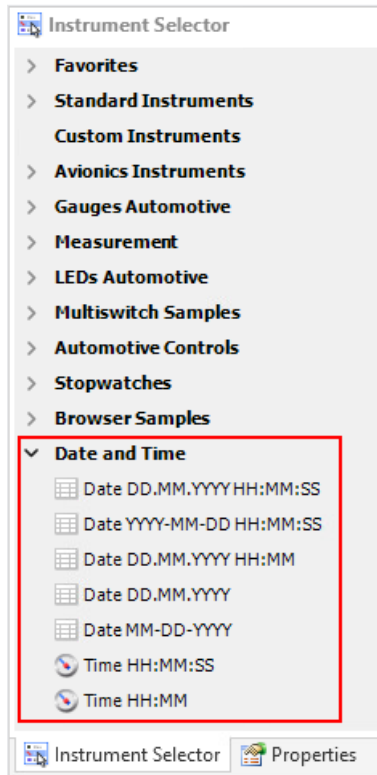 Instrument Selector
Favorites
Standard Instruments
Custom Instruments
Avionics Instruments
Gauges Automotive
Measurement
LEDs Automotive
Multiswitch Samples
Automotive Controls
Stopwatches
Browser Samples
Date and Time
Date DD.MM.YYYY HH:MM:SS
Date YYYY-MM-DD HH:MM:SS
Date DD.MM.YYYY HH:MM
Date DD.MM.YYYY
Date MM-DD-YYYY
Time HH:MM:SS
Time HH:MM
Instrument Selector Properties